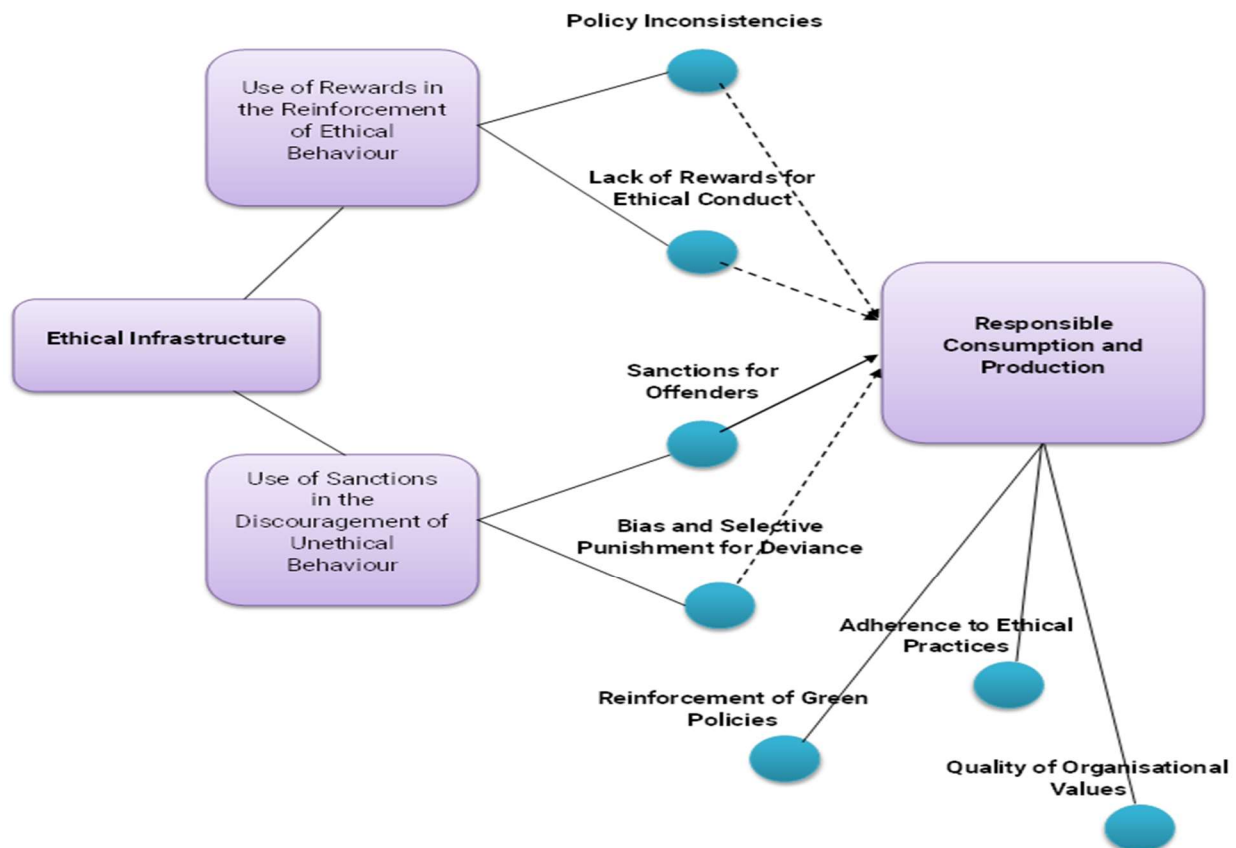 Policy Inconsistencies
Use of Rewards in
the Reinforcement
of Ethical
Behaviour
Lack of Rewards for
Ethical Conduct
Ethical Infrastructure
Responsible
Consumption and
Production
Sanctions for
Offenders
Use of Sanctions
in the
Discouragement of
Unethical
Behaviour
Bias and Selective
Punishment for Deviance
Adherence to Ethical
Practices
Reinforcement of Green
Policies
Quality of Organisational
Values